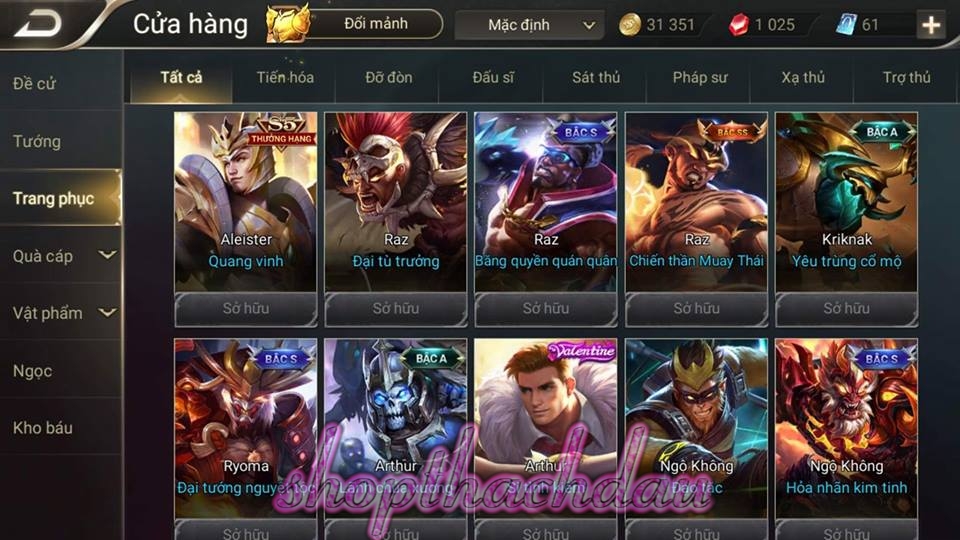 Cửa hàng
Đổi mảnh
Mặc định
31 351
1 025
61
Đề cử
Tướng
Trang phục
Quà cáp
Vật phẩm
Ngọc
Kho báu
Tất cả Tiến hóa Đỡ đòn Đấu sĩ Sát thủ Pháp sư Xạ thủ Trợ thủ
S5
THƯỞNG HẠNG
Aleister
Quang vinh
Sở hữu
Raz
Đại tù trưởng
Sở hữu
BẬC S
Raz
Băng quyền quán quân
Sở hữu
BẬC SS
Raz
Chiến thần Muay Thái
Sở hữu
BẬC A
Kriknak
Yêu trùng cổ mộ
Sở hữu
BẬC S
Ryoma
Đại tướng nguyệt tộc
Sở hữu
BẬC A
Arthur
Lãnh chúa xương
Sở hữu
Valentine
Arthur
Si tình kiếm
Sở hữu
Ngộ Không
Đạo tặc
Sở hữu
BẬC S
Ngộ Không
Hỏa nhãn kim tinh
Sở hữu
shopthachdau